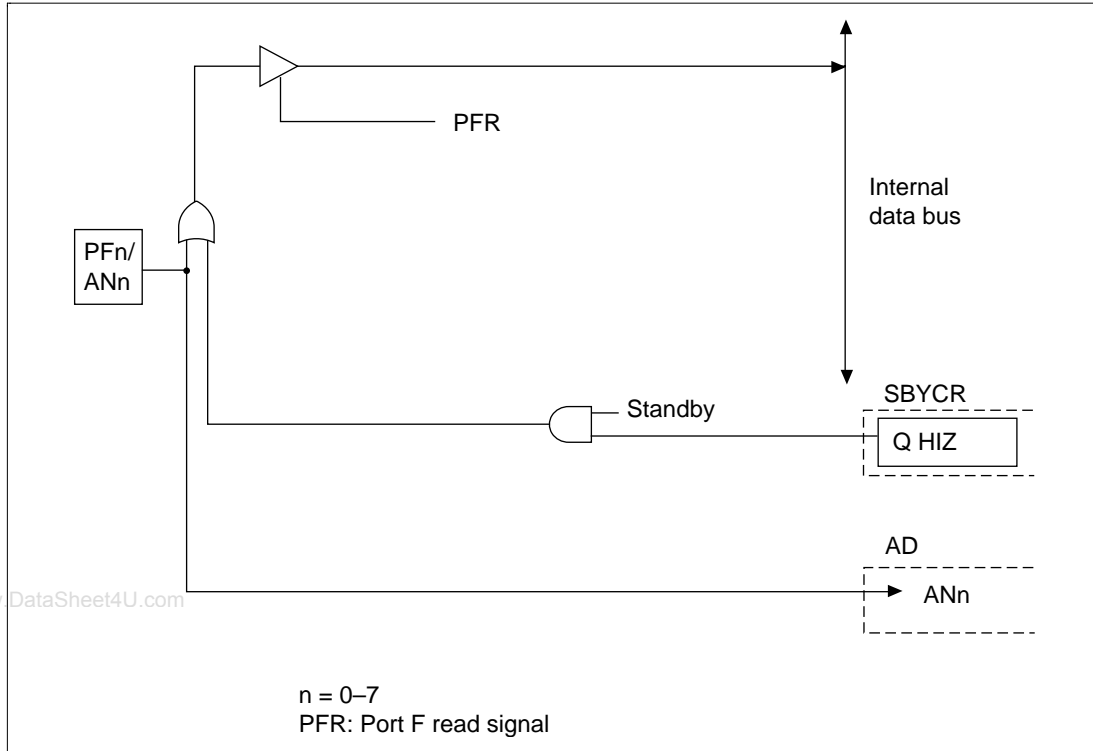 PFR
Internal
data bus
PFn/
ANn
SBYCR
Standby
Q HIZ
AD
ANn
.DataSheet4U.com
n = 0–7
PFR: Port F read signal